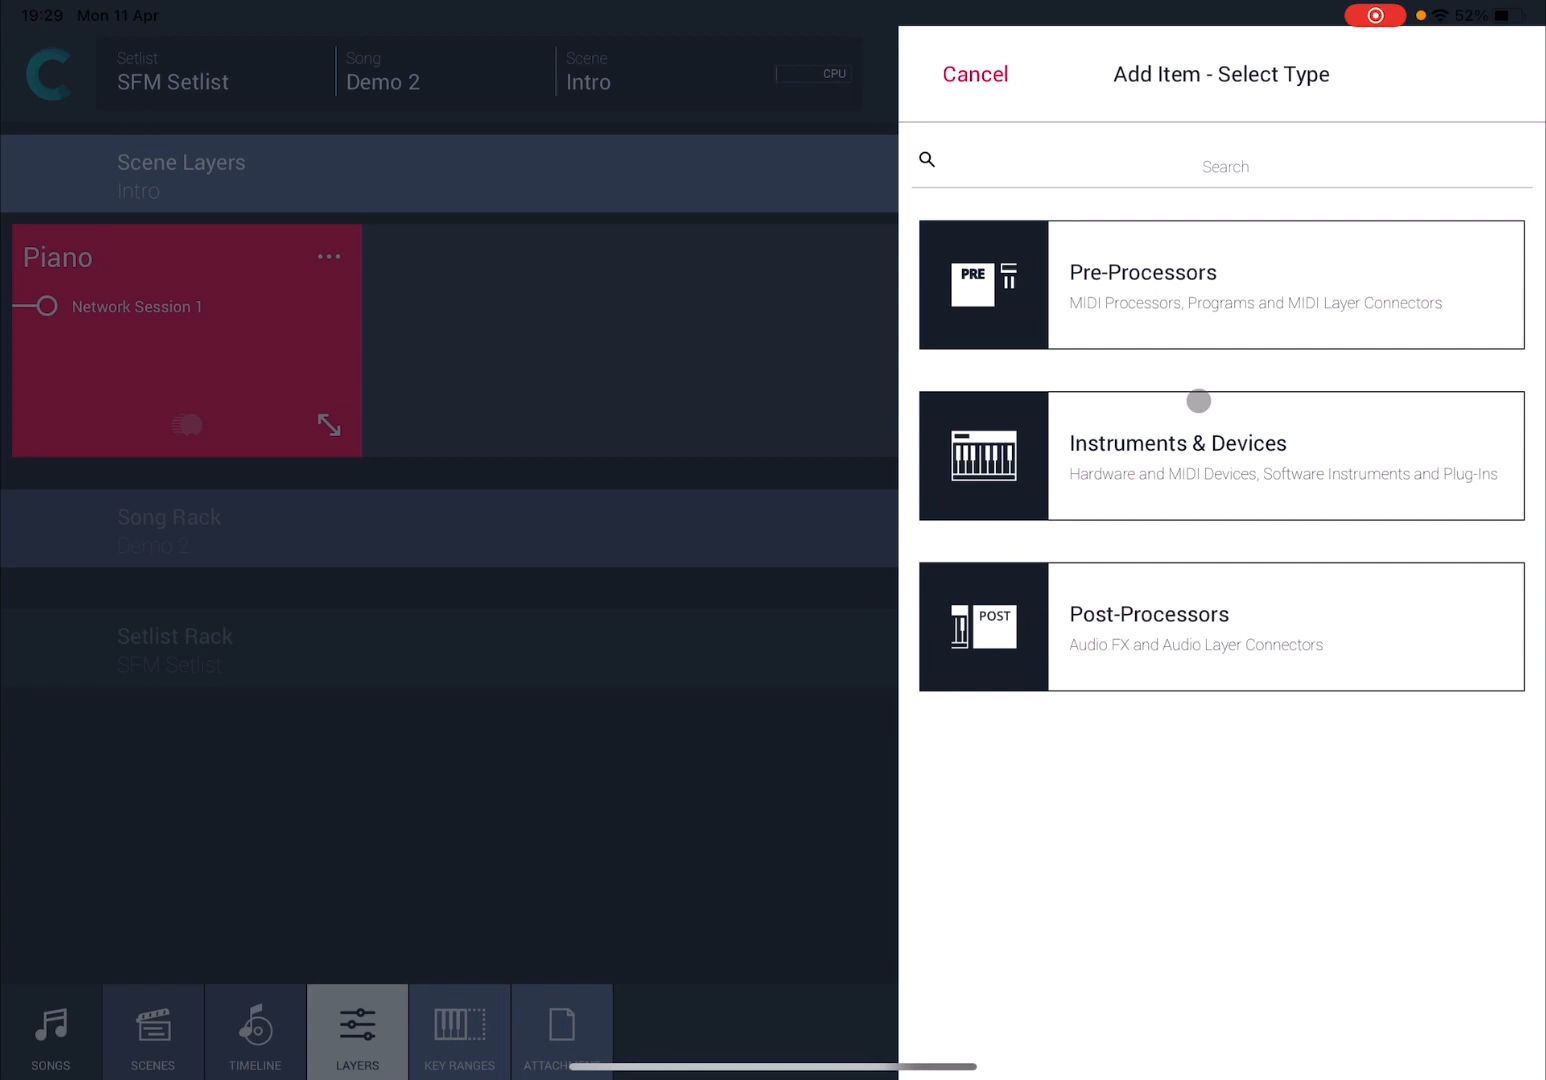 19:29 Mon 11 Apr
52%
Setlist
SFM Setlist
Song
Demo 2
Scene
Intro
CPU
Scene Layers
Intro
Piano
Network Session 1
Song Rack
Demo 2
Setlist Rack
SFM Setlist
SONGS
SCENES
TIMELINE
LAYERS
KEY RANGES
Cancel
Add Item - Select Type
Search
PRE
Pre-Processors
MIDI Processors, Programs and MIDI Layer Connectors
Instruments & Devices
Hardware and MIDI Devices, Software Instruments and Plug-Ins
POST
Post-Processors
Audio FX and Audio Layer Connectors